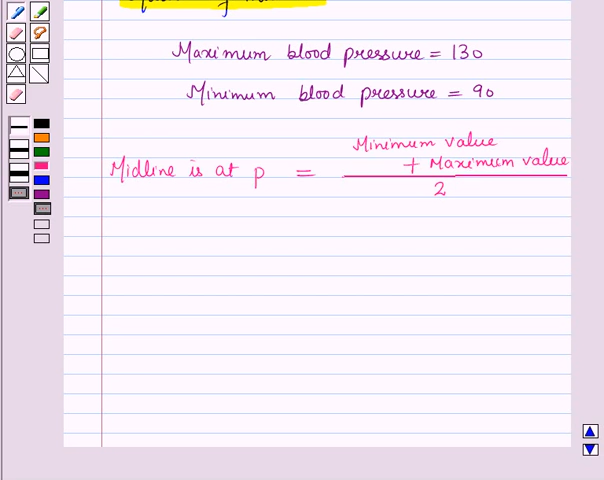 Maximum blood pressure = 130
Minimum blood pressure = 90
Minimum value
Midline is at p = + Maximum value
2